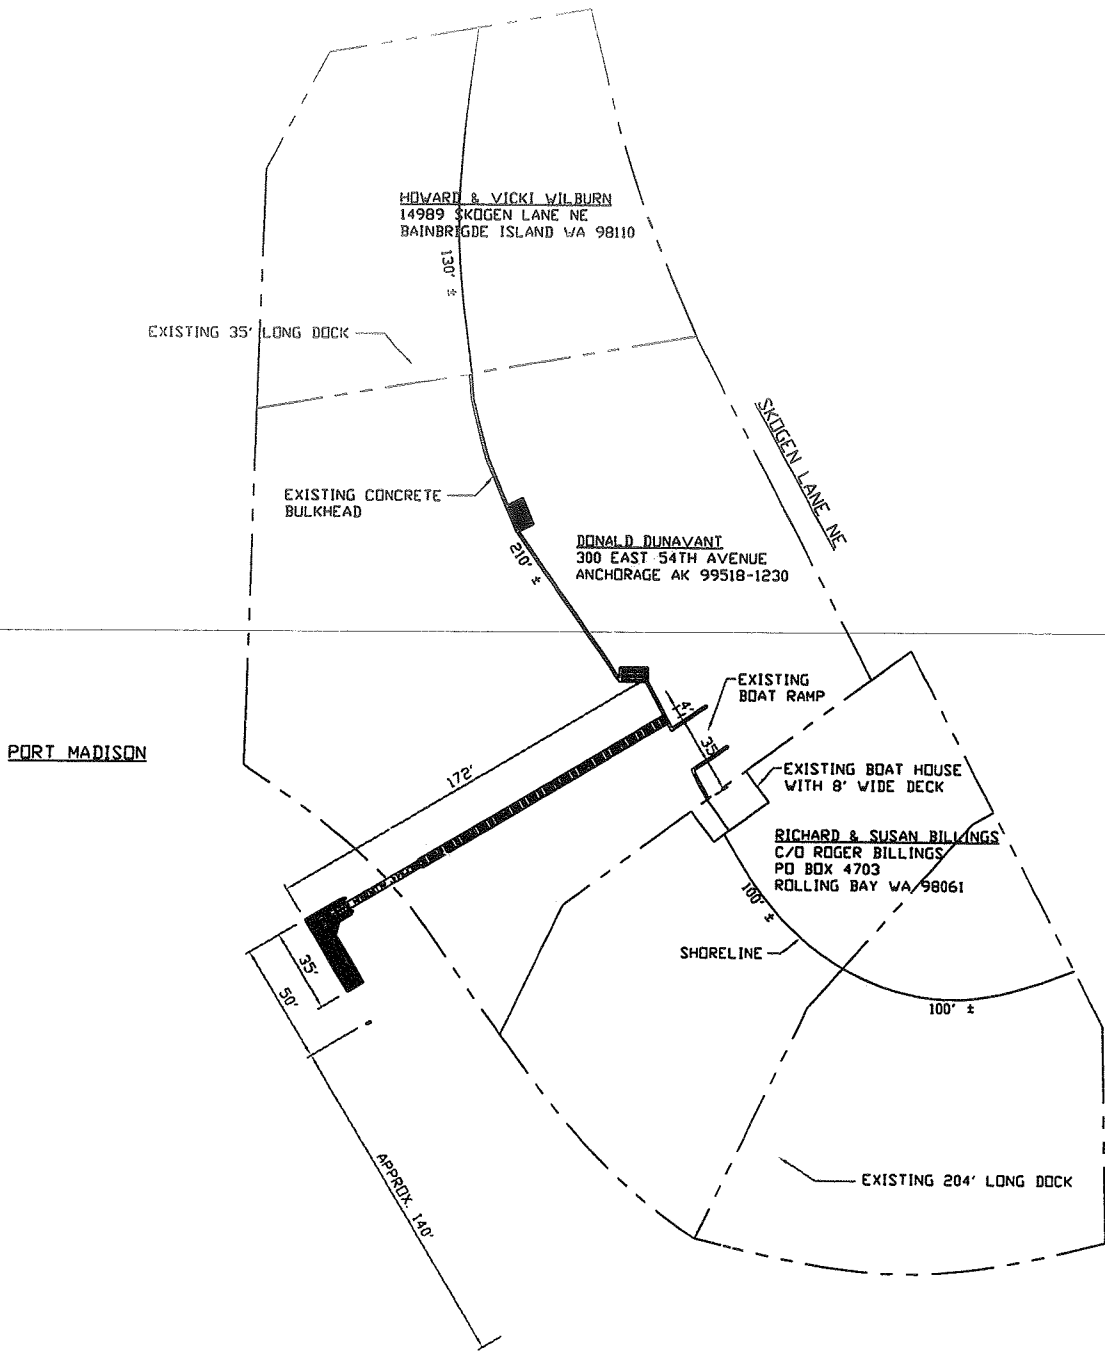 HOWARD & VICKI WILBURN
14989 SKOGEN LANE NE
BAINBRIGDE ISLAND WA 98110
130' ±
EXISTING 35' LONG DOCK
SKOGEN LANE NE
EXISTING CONCRETE
BULKHEAD
210' ±
DONALD DUNAVANT
300 EAST 54TH AVENUE
ANCHORAGE AK 99518-1230
EXISTING
BOAT RAMP
4'
35'
PORT MADISON
172'
EXISTING BOAT HOUSE
WITH 8' WIDE DECK
RICHARD & SUSAN BILLINGS
C/O ROGER BILLINGS
PO BOX 4703
ROLLING BAY WA 98061
100' ±
SHORELINE
100' ±
35'
50'
APPROX. 140'
EXISTING 204' LONG DOCK